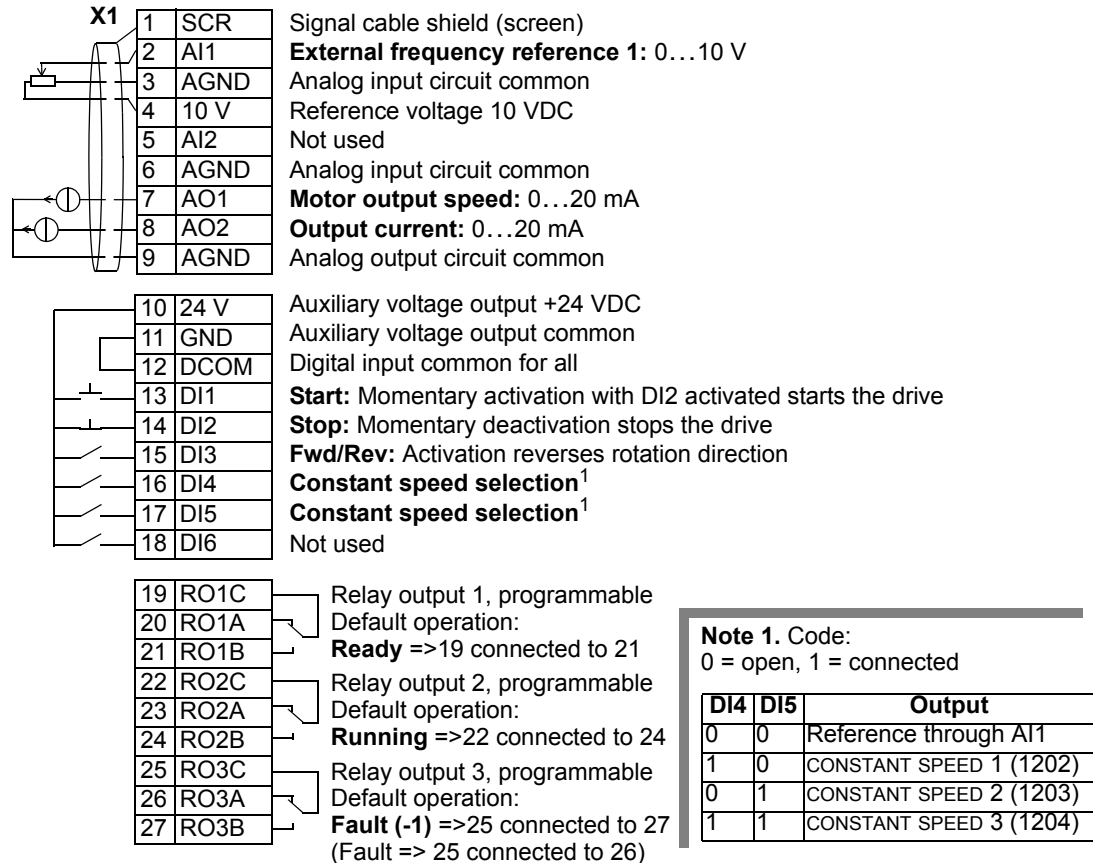 X1
1 SCR Signal cable shield (screen)
2 AI1 External frequency reference 1: 0…10 V
3 AGND Analog input circuit common
4 10 V Reference voltage 10 VDC
5 AI2 Not used
6 AGND Analog input circuit common
7 AO1 Motor output speed: 0…20 mA
8 AO2 Output current: 0…20 mA
9 AGND Analog output circuit common
10 24 V Auxiliary voltage output +24 VDC
11 GND Auxiliary voltage output common
12 DCOM Digital input common for all
13 DI1 Start: Momentary activation with DI2 activated starts the drive
14 DI2 Stop: Momentary deactivation stops the drive
15 DI3 Fwd/Rev: Activation reverses rotation direction
16 DI4 Constant speed selection1
17 DI5 Constant speed selection1
18 DI6 Not used
19 RO1C Relay output 1, programmable
20 RO1A Default operation:
21 RO1B Ready =>19 connected to 21
22 RO2C Relay output 2, programmable
23 RO2A Default operation:
24 RO2B Running =>22 connected to 24
25 RO3C Relay output 3, programmable
26 RO3A Default operation:
27 RO3B Fault (-1) =>25 connected to 27
(Fault => 25 connected to 26)
Note 1. Code:
0 = open, 1 = connected
DI4 DI5 Output
0 0 Reference through AI1
1 0 CONSTANT SPEED 1 (1202)
0 1 CONSTANT SPEED 2 (1203)
1 1 CONSTANT SPEED 3 (1204)